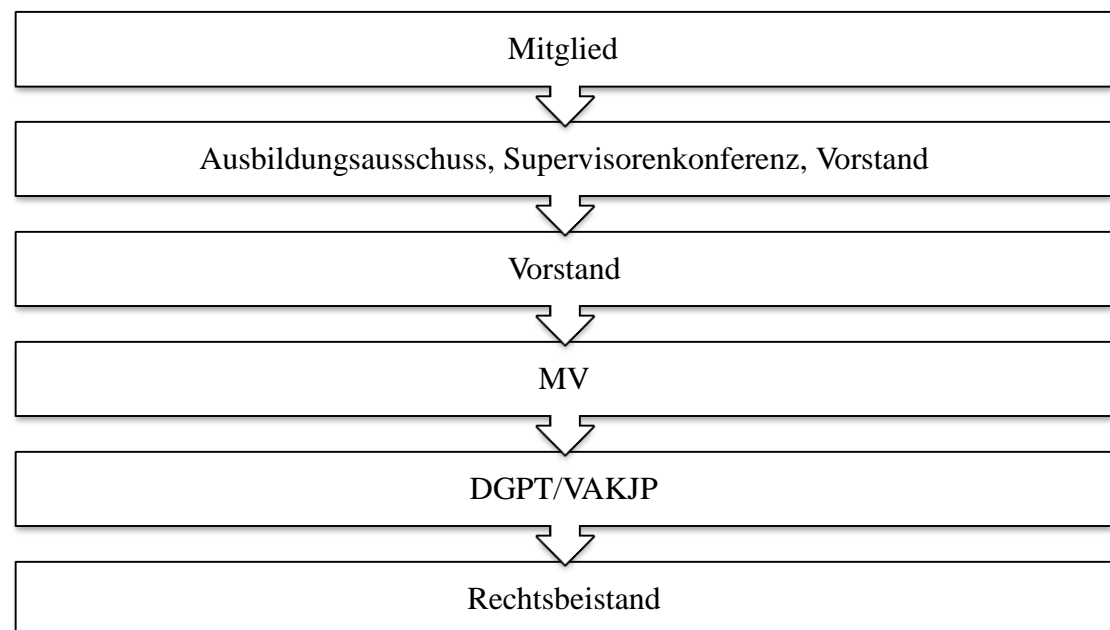 Mitglied
Ausbildungsausschuss, Supervisorenkonferenz, Vorstand
Vorstand
MV
DGPT/VAKJP
Rechtsbeistand